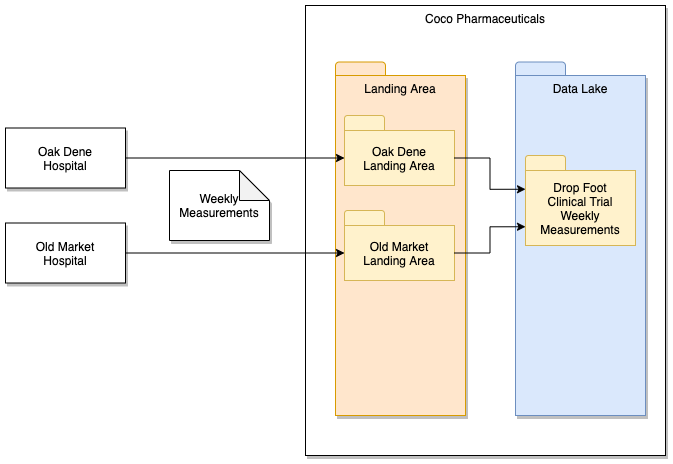 Coco Pharmaceuticals
Landing Area
Data Lake
Oak Dene
Hospital
Oak Dene
Landing Area
Weekly
Measurements
Drop Foot
Clinical Trial
Weekly
Measurements
Old Market
Hospital
Old Market
Landing Area